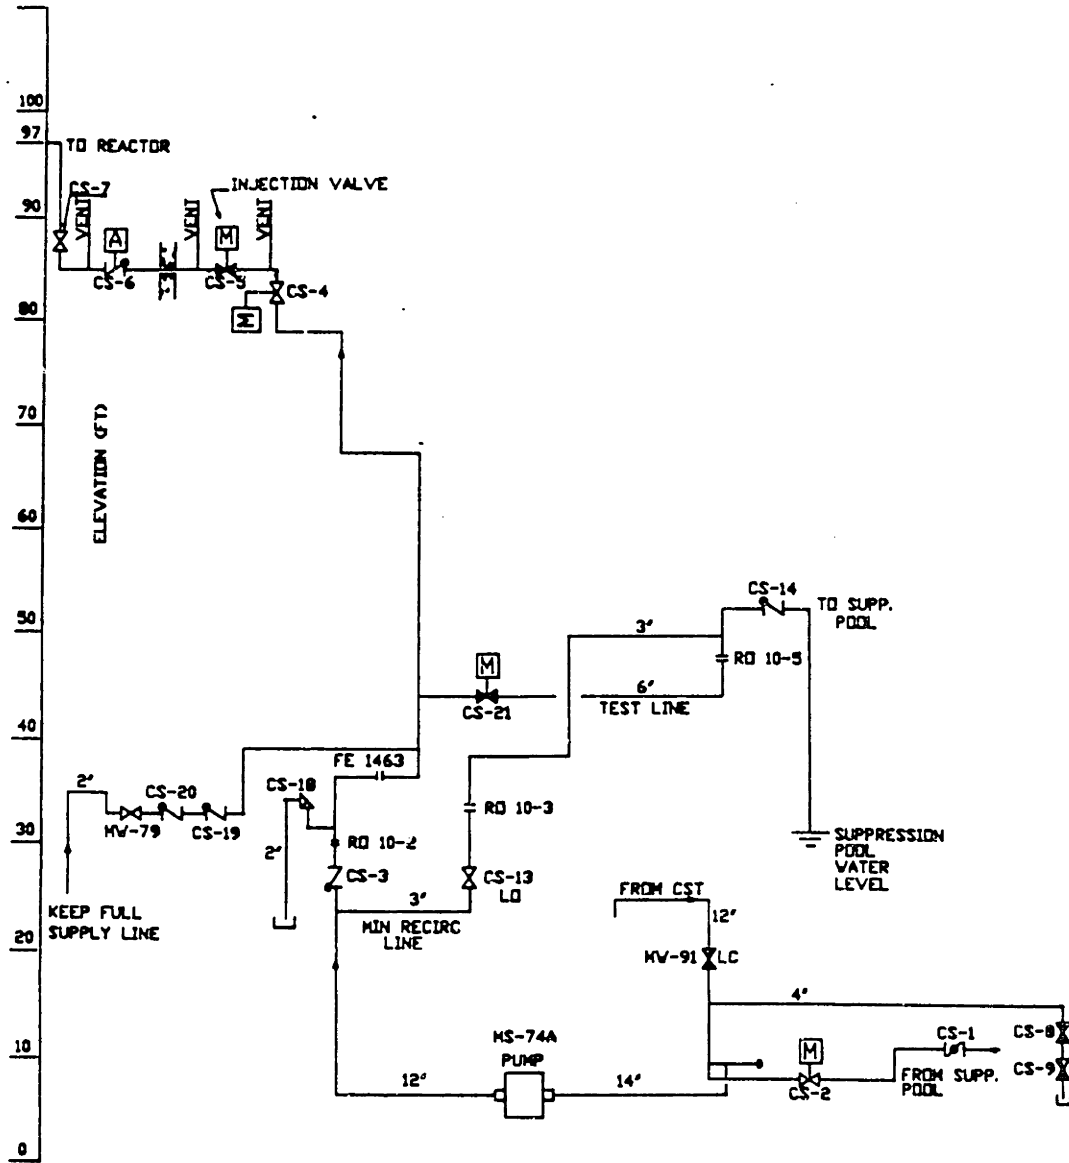 100
97
TO REACTOR
CS-7
INJECTION VALVE
90
VENT
VENT
VENT
A
M
CS-6
CS-5
CS-4
M
80
70
ELEVATION (FT)
60
CS-14
TO SUPP.
POOL
50
3"
M
RO 10-5
6"
CS-21
TEST LINE
40
FE 1463
2"
CS-20
CS-18
RO 10-3
MW-79
CS-19
30
RO 10-2
SUPPRESSION
POOL
WATER
LEVEL
2"
CS-3
CS-13
LO
FROM CST
3"
12"
KEEP FULL
SUPPLY LINE
MIN RECIRC
LINE
20
MW-91
LC
4"
MS-74A
PUMP
CS-1
CS-8
10
M
12"
14"
CS-2
FROM SUPP.
POOL
CS-9
0